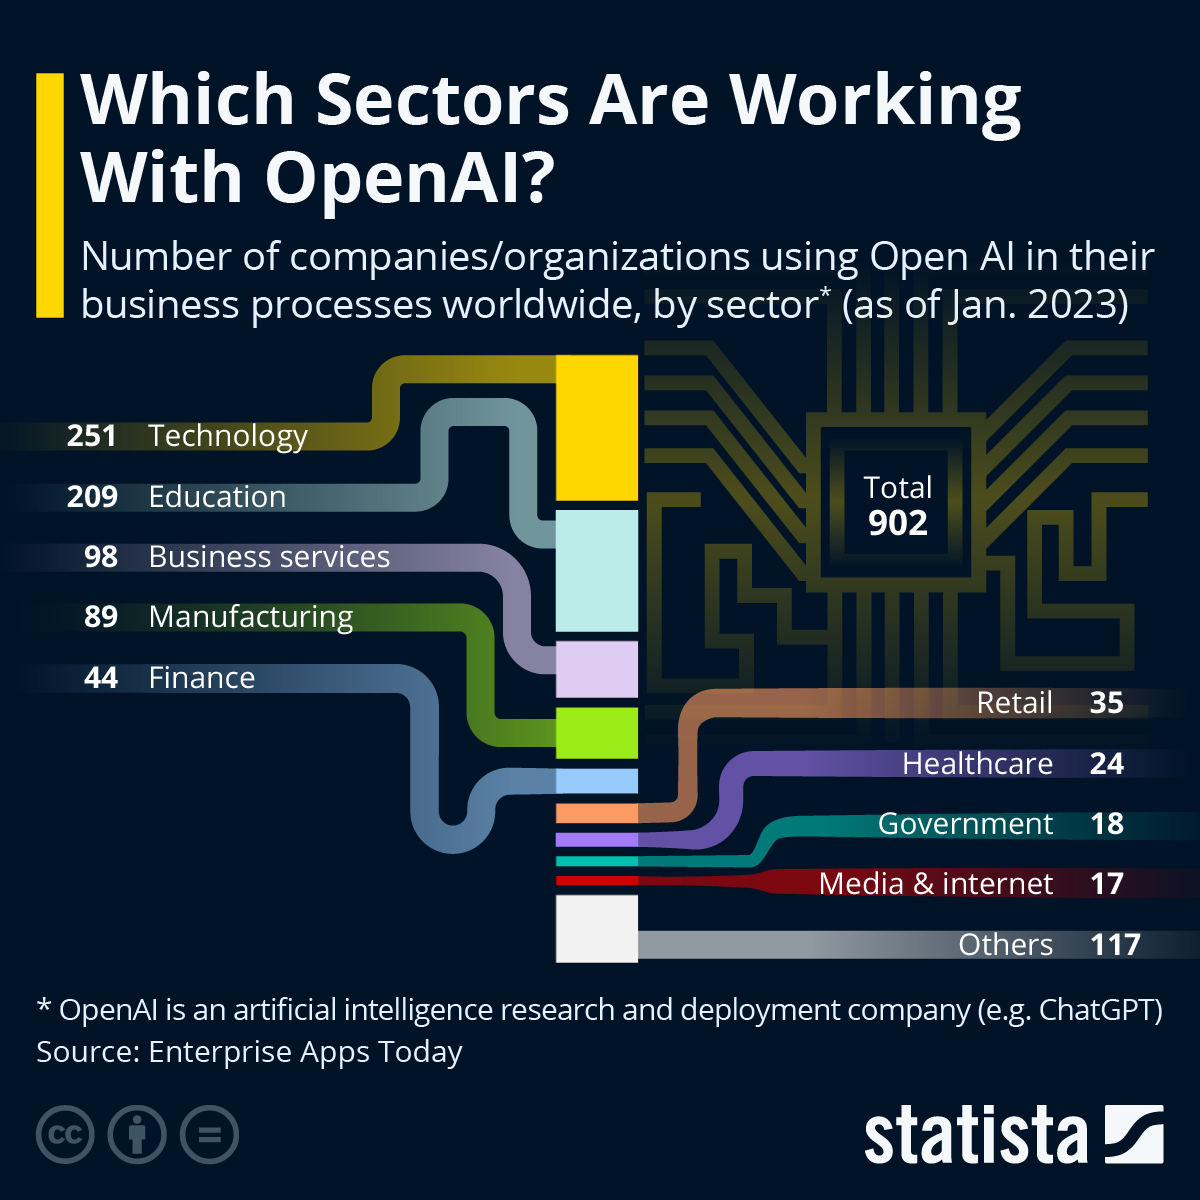 Which Sectors Are Working
With OpenAI?
Number of companies/organizations using Open AI in their
business processes worldwide, by sector* (as of Jan. 2023)
251 Technology
209 Education
98 Business services
89 Manufacturing
44 Finance
Total
902
Retail 35
Healthcare 24
Government 18
Media & internet 17
Others 117
* OpenAI is an artificial intelligence research and deployment company (e.g. ChatGPT)
Source: Enterprise Apps Today
cc
statista